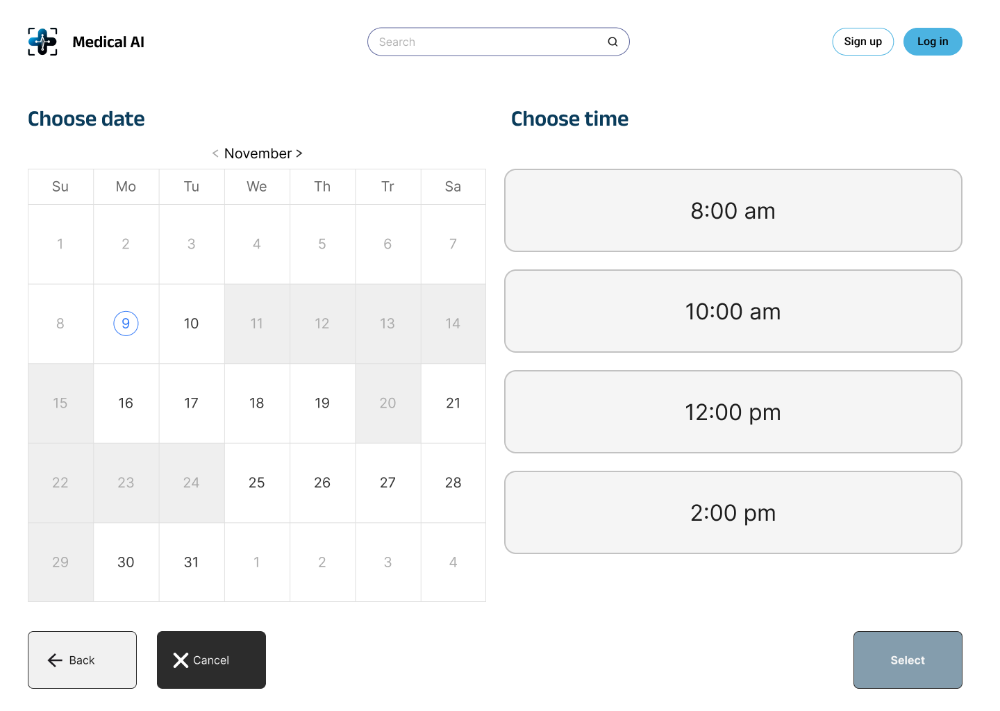 Medical AI
Search
Sign up
Log in
Choose date
< November >
Su Mo Tu We Th Tr Sa
1 2 3 4 5 6 7
8 9 10 11 12 13 14
15 16 17 18 19 20 21
22 23 24 25 26 27 28
29 30 31 1 2 3 4
Choose time
8:00 am
10:00 am
12:00 pm
2:00 pm
Back
Cancel
Select